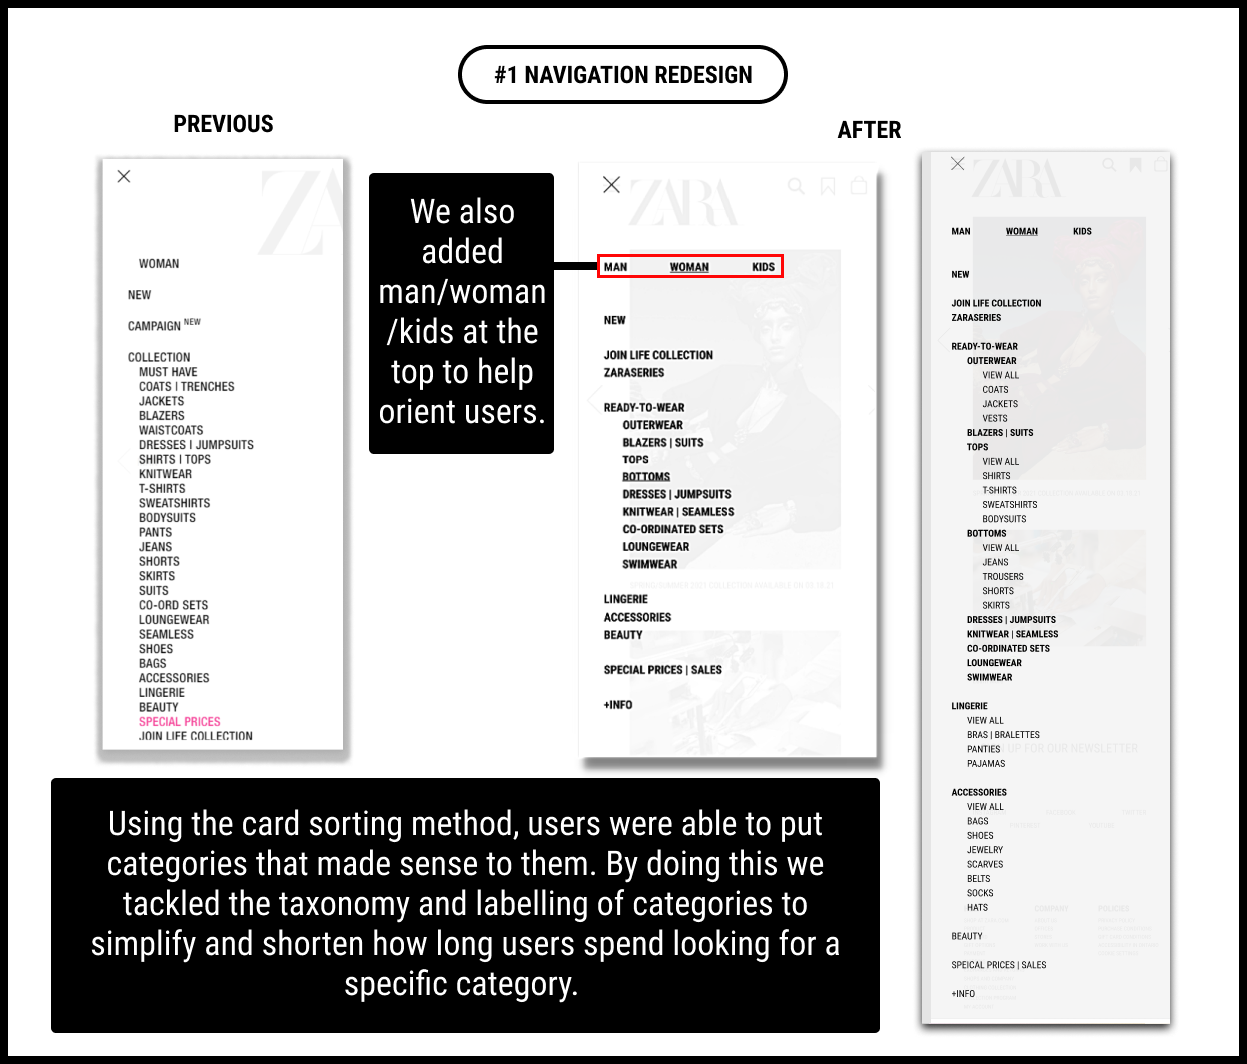 #1 NAVIGATION REDESIGN
PREVIOUS
ZARA
WOMAN
NEW
CAMPAIGN NEW
COLLECTION
MUST HAVE
COATS | TRENCHES
JACKETS
BLAZERS
WAISTCOATS
DRESSES | JUMPSUITS
SHIRTS | TOPS
KNITWEAR
T-SHIRTS
SWEATSHIRTS
BODYSUITS
PANTS
JEANS
SHORTS
SKIRTS
SUITS
CO-ORD SETS
LOUNGEWEAR
SEAMLESS
SHOES
BAGS
ACCESSORIES
LINGERIE
BEAUTY
SPECIAL PRICES
JOIN LIFE COLLECTION
We also
added
man/woman
/kids at the
top to help
orient users.
AFTER
ZARA
MAN WOMAN KIDS
NEW
JOIN LIFE COLLECTION
ZARASERIES
READY-TO-WEAR
OUTERWEAR
BLAZERS | SUITS
TOPS
BOTTOMS
DRESSES | JUMPSUITS
KNITWEAR | SEAMLESS
CO-ORDINATED SETS
LOUNGEWEAR
SWIMWEAR
LINGERIE
ACCESSORIES
BEAUTY
SPECIAL PRICES | SALES
+INFO
ZARA
MAN WOMAN KIDS
NEW
JOIN LIFE COLLECTION
ZARASERIES
READY-TO-WEAR
OUTERWEAR
VIEW ALL
COATS
JACKETS
VESTS
BLAZERS | SUITS
TOPS
VIEW ALL
SHIRTS
T-SHIRTS
SWEATSHIRTS
BODYSUITS
BOTTOMS
VIEW ALL
JEANS
TROUSERS
SHORTS
SKIRTS
DRESSES | JUMPSUITS
KNITWEAR | SEAMLESS
CO-ORDINATED SETS
LOUNGEWEAR
SWIMWEAR
LINGERIE
VIEW ALL
BRAS | BRALETTES
PANTIES
UP FOR OUR NEWSLETTER
PAJAMAS
ACCESSORIES
VIEW ALL
BAGS
SHOES
JEWELRY
SCARVES
BELTS
SOCKS
HATS
COMPANY POLICIES
BEAUTY
SPEICAL PRICES | SALES
+INFO
Using the card sorting method, users were able to put
categories that made sense to them. By doing this we
tackled the taxonomy and labelling of categories to
simplify and shorten how long users spend looking for a
specific category.